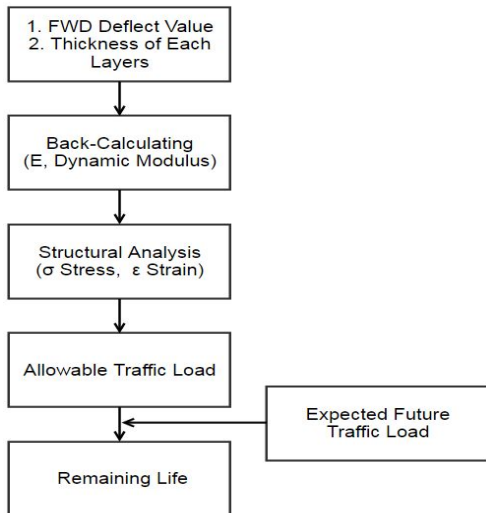 1. FWD Deflect Value
2. Thickness of Each
Layers
Back-Calculating
(E, Dynamic Modulus)
Structural Analysis
(σ Stress, ε Strain)
Allowable Traffic Load
Expected Future
Traffic Load
Remaining Life